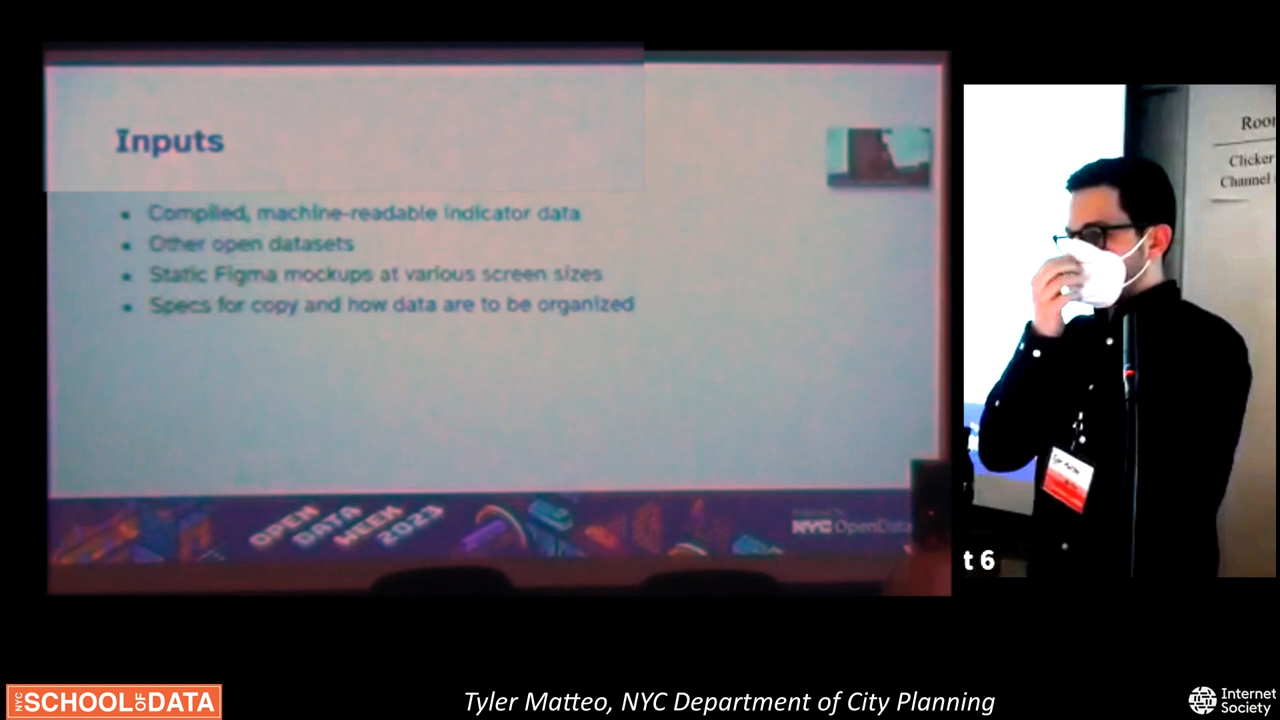 Inputs
• Compiled, machine-readable indicator data
• Other open datasets
• Static Figma mockups at various screen sizes
• Specs for copy and how data are to be organized
OPEN
DATA
WEEK
2023
NYC OpenData
Roo
Clicker
Channel
t 6
NYC SCHOOL OF DATA
Tyler Matteo, NYC Department of City Planning
Internet
Society